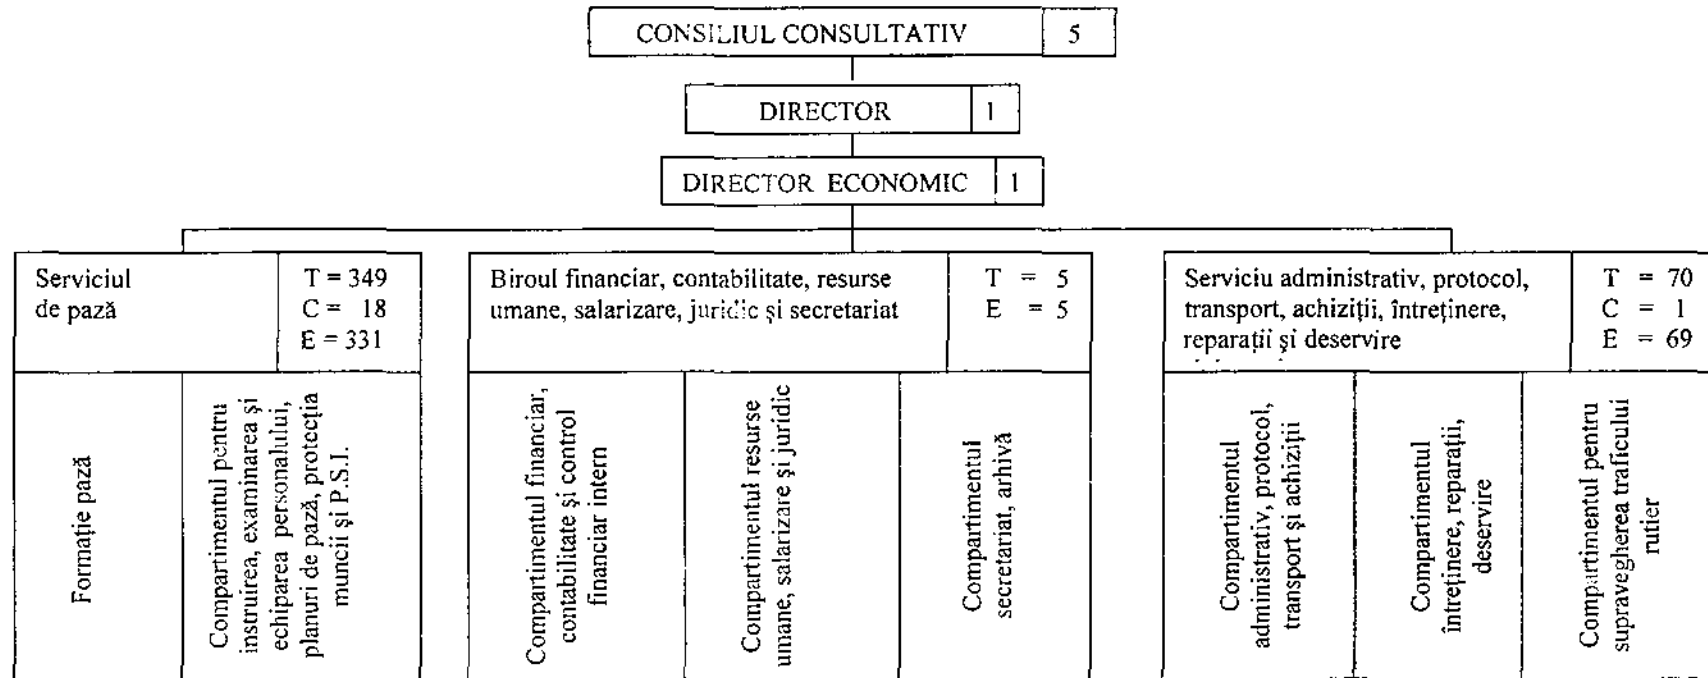 CONSILIUL CONSULTATIV 5
DIRECTOR 1
DIRECTOR ECONOMIC 1
Serviciul
de pază
T = 349
C = 18
E = 331
Biroul financiar, contabilitate, resurse
umane, salarizare, juridic și secretariat
T = 5
E = 5
Serviciu administrativ, protocol,
transport, achiziții, întreținere,
reparații și deservire
T = 70
C = 1
E = 69
Formație pază
Compartimentul pentru
instruirea, examinarea și
echiparea personalului,
planuri de pază, protecția
muncii și P.S.I.
Compartimentul financiar,
contabilitate și control
financiar intern
Compartimentul resurse
umane, salarizare și juridic
Compartimentul
secretariat, arhivă
Compartimentul
administrativ, protocol,
transport și achiziții
Compartimentul
întreținere, reparații,
deservire
Compartimentul pentru
supravegherea traficului
rutier